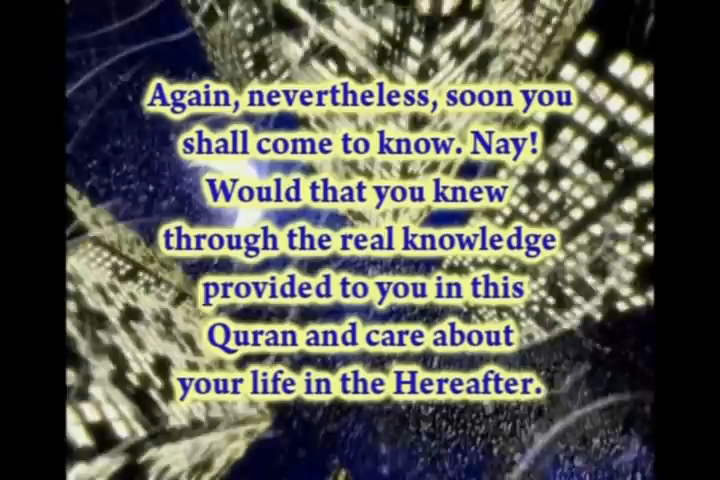 Again, nevertheless, soon you
shall come to know. Nay!
Would that you knew
through the real knowledge
provided to you in this
Quran and care about
your life in the Hereafter.